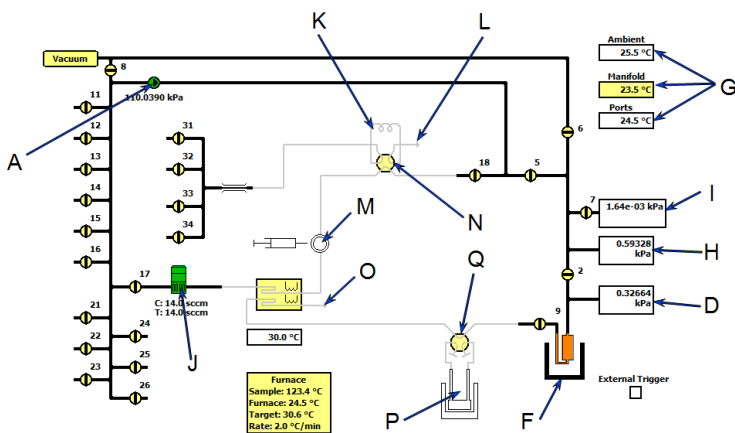 K
L
Ambient
25.5 °C
Vacuum
8
Manifold
23.5 °C
G
11
110.0390 kPa
Ports
24.5 °C
A
12
31
6
13
32
18
5
14
33
7
I
1.64e-03 kPa
15
34
M
N
H
0.59328
kPa
16
O
Q
2
17
D
0.32664
kPa
C: 14.0 sccm
T: 14.0 sccm
J
21
24
30.0 °C
9
22
25
23
26
Furnace
Sample: 123.4 °C
Furnace: 24.5 °C
Target: 30.6 °C
Rate: 2.0 °C/min
P
F
External Trigger